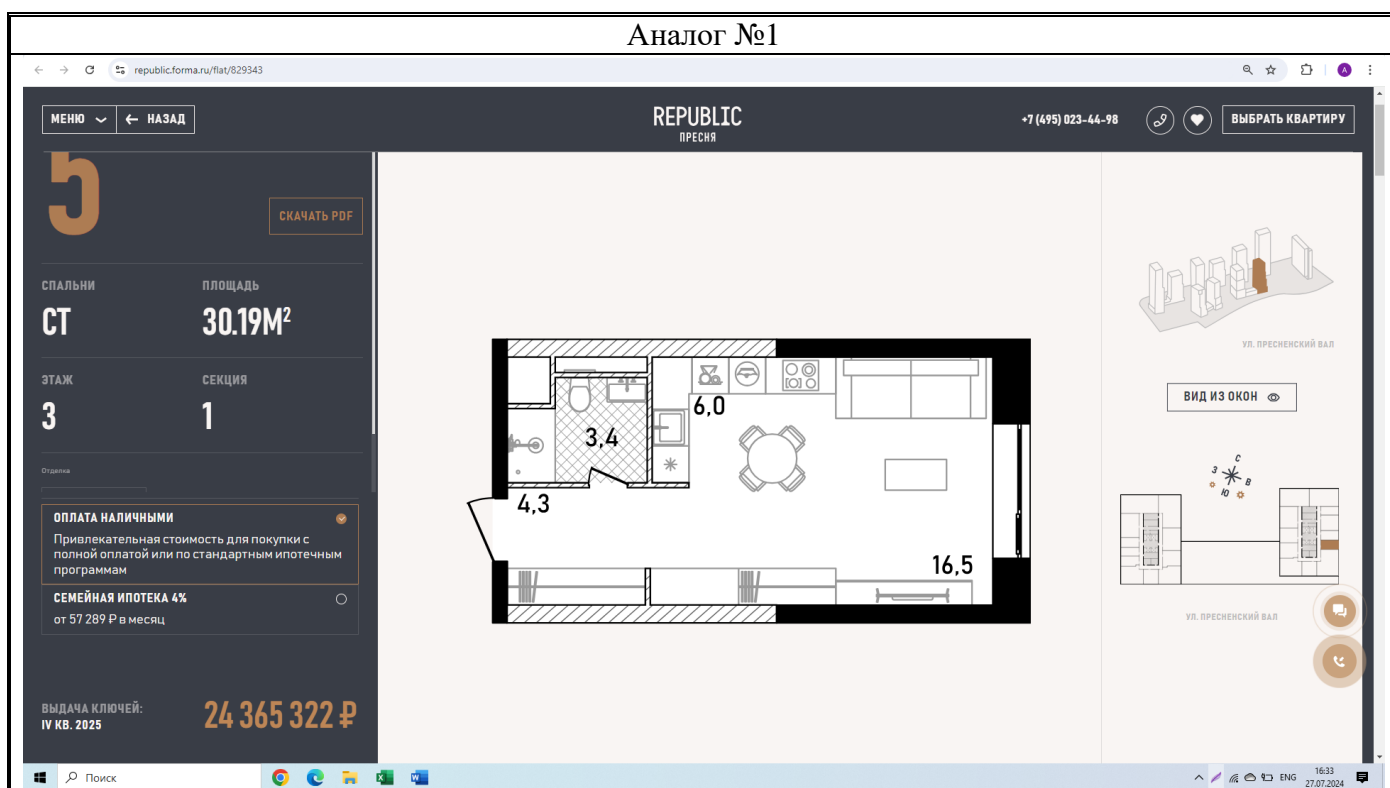 Аналог №1
republic.forma.ru/flat/829343
A
МЕНЮ
← НАЗАД
REPUBLIC
ПРЕСНЯ
+7 (495) 023-44-98
ВЫБРАТЬ КВАРТИРУ
5
СКАЧАТЬ PDF
СПАЛЬНИ
ПЛОЩАДЬ
СТ
30.19М²
ЭТАЖ
СЕКЦИЯ
3
1
Отделка
ОПЛАТА НАЛИЧНЫМИ
Привлекательная стоимость для покупки с
полной оплатой или по стандартным ипотечным
программам
СЕМЕЙНАЯ ИПОТЕКА 4%
от 57 289 ₽ в месяц
ВЫДАЧА КЛЮЧЕЙ:
IV КВ. 2025
24 365 322 ₽
6,0
3,4
4,3
16,5
УЛ. ПРЕСНЕНСКИЙ ВАЛ
ВИД ИЗ ОКОН
С
З
В
Ю
УЛ. ПРЕСНЕНСКИЙ ВАЛ
Поиск
ENG
16:33
27.07.2024